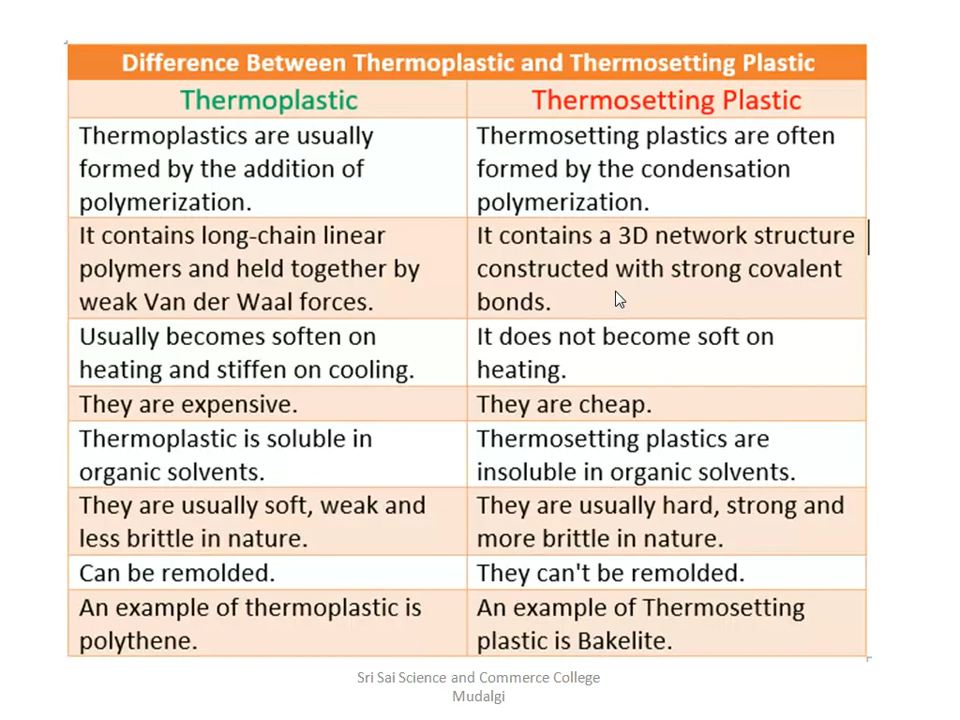 Difference Between Thermoplastic and Thermosetting Plastic
Thermoplastic
Thermosetting Plastic
Thermoplastics are usually
formed by the addition of
polymerization.
Thermosetting plastics are often
formed by the condensation
polymerization.
It contains long-chain linear
polymers and held together by
weak Van der Waal forces.
It contains a 3D network structure
constructed with strong covalent
bonds.
Usually becomes soften on
heating and stiffen on cooling.
It does not become soft on
heating.
They are expensive.
They are cheap.
Thermoplastic is soluble in
organic solvents.
Thermosetting plastics are
insoluble in organic solvents.
They are usually soft, weak and
less brittle in nature.
They are usually hard, strong and
more brittle in nature.
Can be remolded.
They can't be remolded.
An example of thermoplastic is
polythene.
An example of Thermosetting
plastic is Bakelite.
Sri Sai Science and Commerce College
Mudalgi